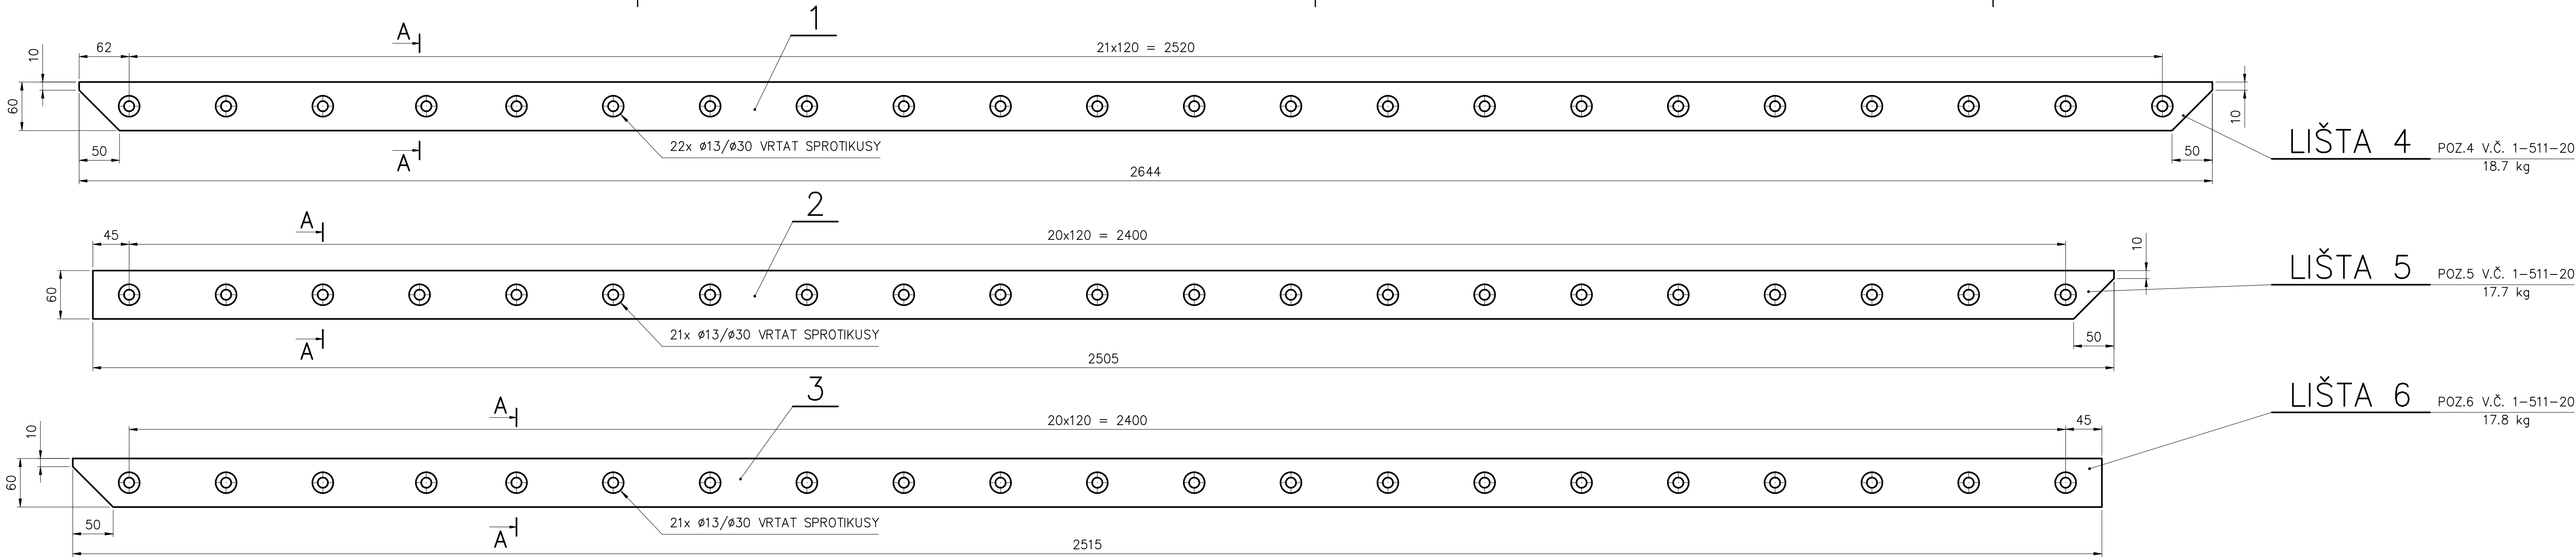 1
A
10
62
21x120 = 2520
60
10
50
22x ø13/ø30 VRTAT SPROTIKUSY
A
50
2644
LIŠTA 4
POZ.4 V.Č. 1-511-20
18.7 kg
2
A
45
20x120 = 2400
10
60
21x ø13/ø30 VRTAT SPROTIKUSY
A
50
2505
LIŠTA 5
POZ.5 V.Č. 1-511-20
17.7 kg
3
A
10
20x120 = 2400
45
60
50
21x ø13/ø30 VRTAT SPROTIKUSY
A
2515
LIŠTA 6
POZ.6 V.Č. 1-511-20
17.8 kg